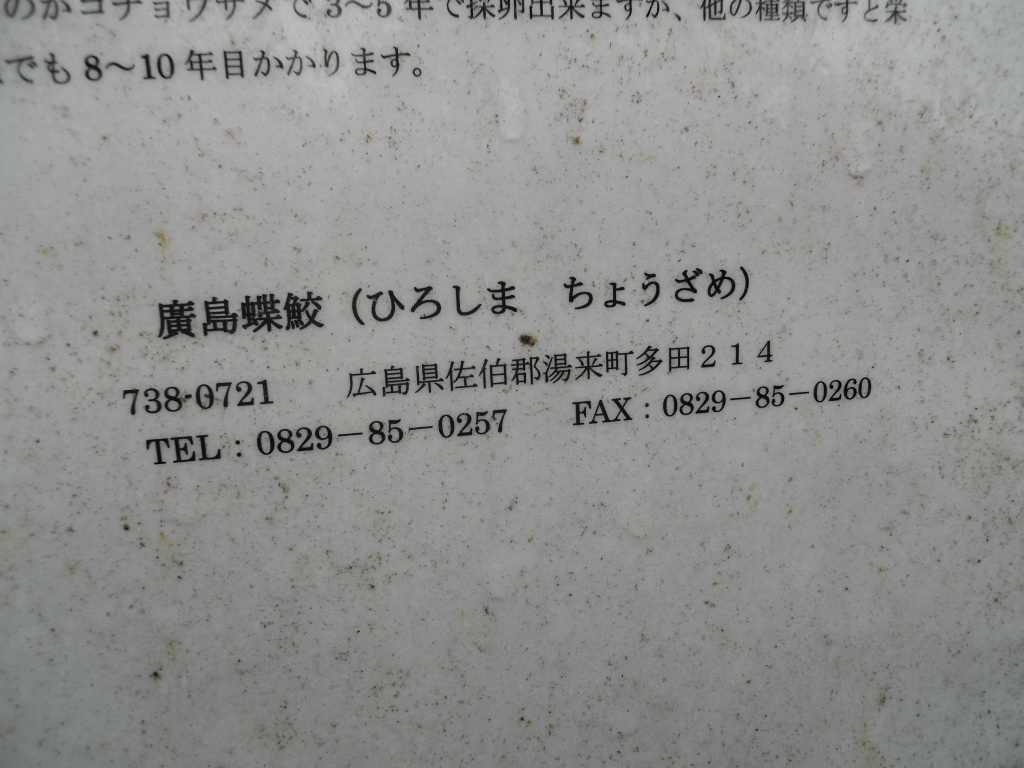 のがコチョウザメで3〜5年で採卵出来ますが、他の種類ですと栄
でも8〜10年目かかります。
廣島蝶鮫（ひろしま　ちょうざめ）
738-0721　広島県佐伯郡湯来町多田２１４
TEL：0829－85－0257　FAX：0829－85－0260